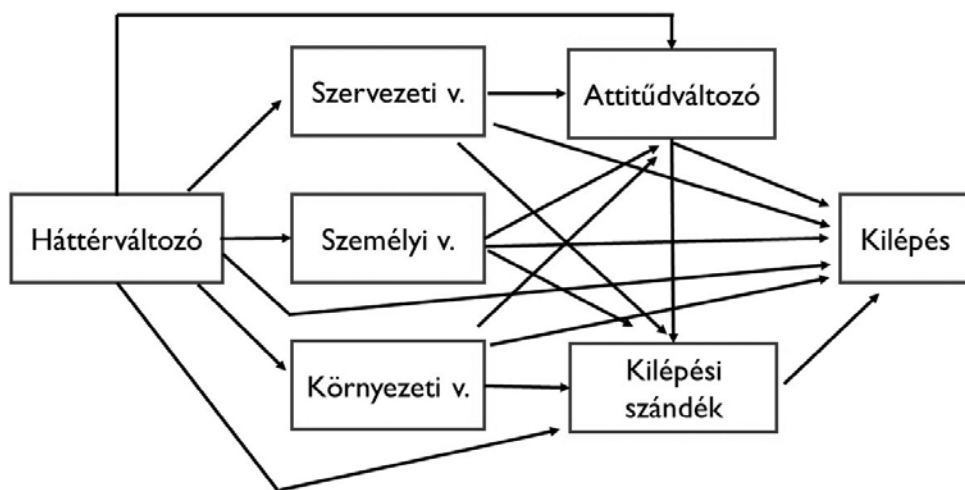 Szervezeti v.
Attitűdváltozó
Háttérváltozó
Személyi v.
Kilépés
Környezeti v.
Kilépési
szándék